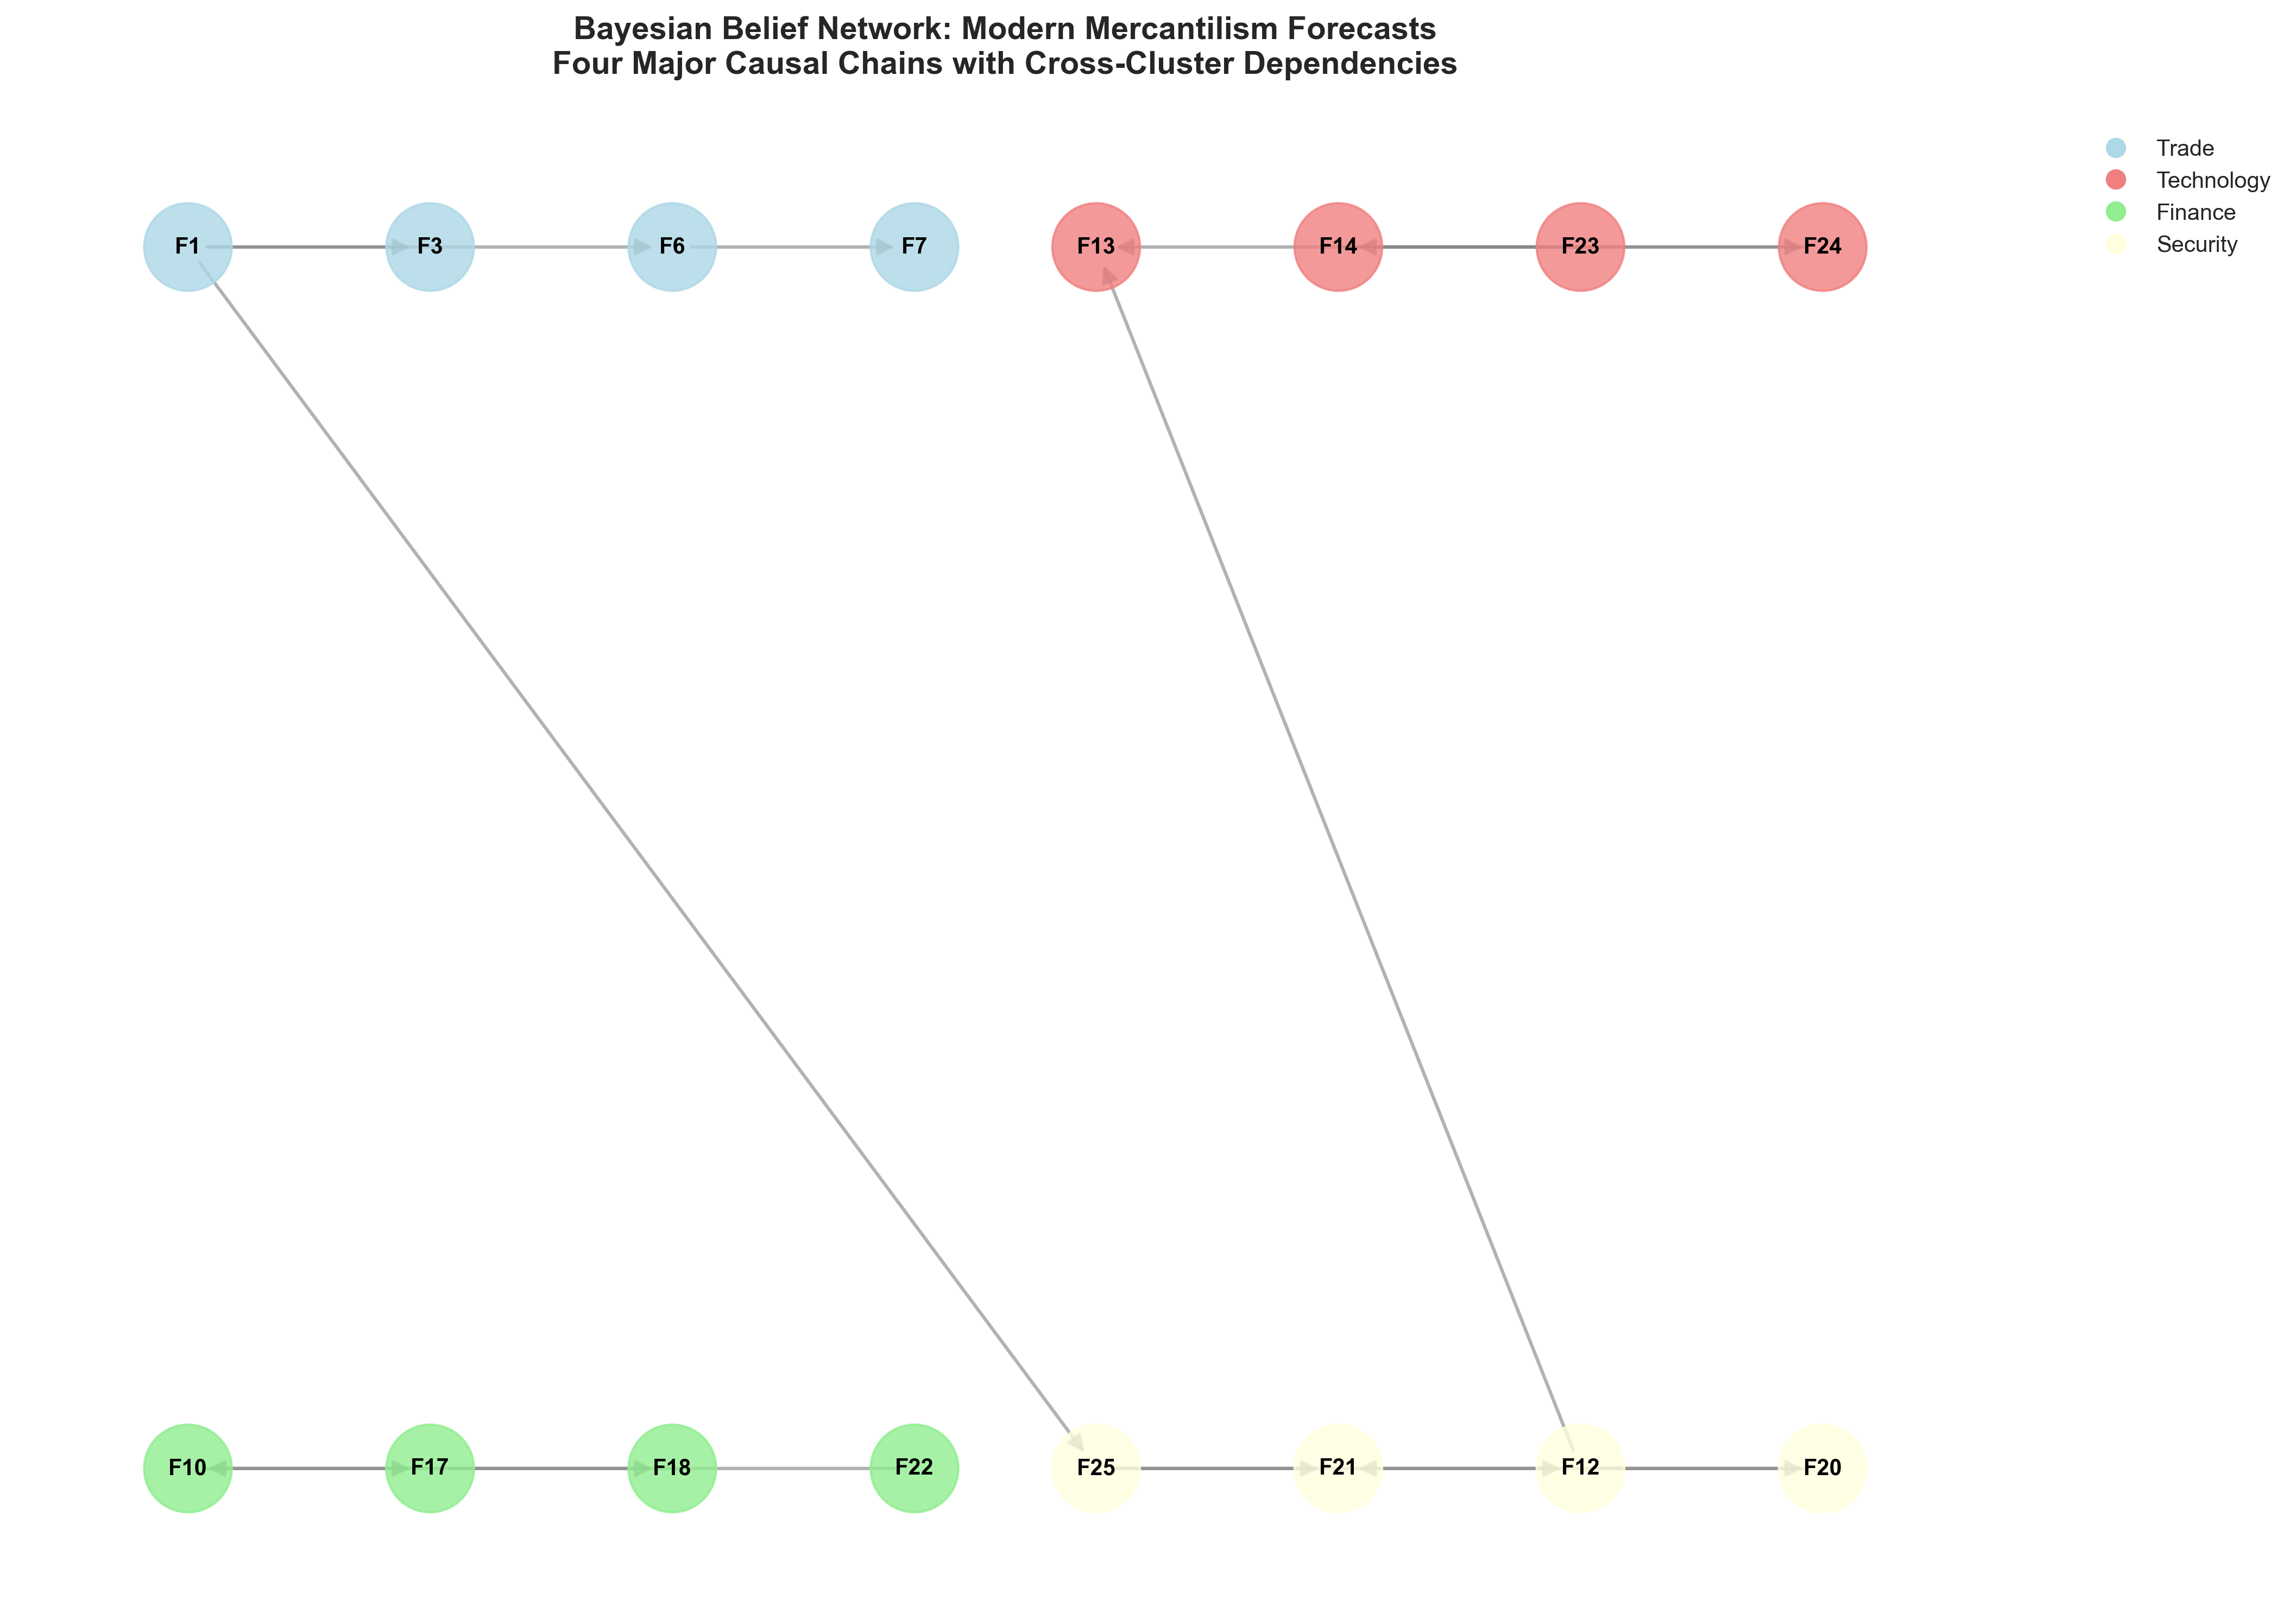 Bayesian Belief Network: Modern Mercantilism Forecasts
Four Major Causal Chains with Cross-Cluster Dependencies
Trade
Technology
Finance
Security
F1
F3
F6
F7
F13
F14
F23
F24
F10
F17
F18
F22
F25
F21
F12
F20